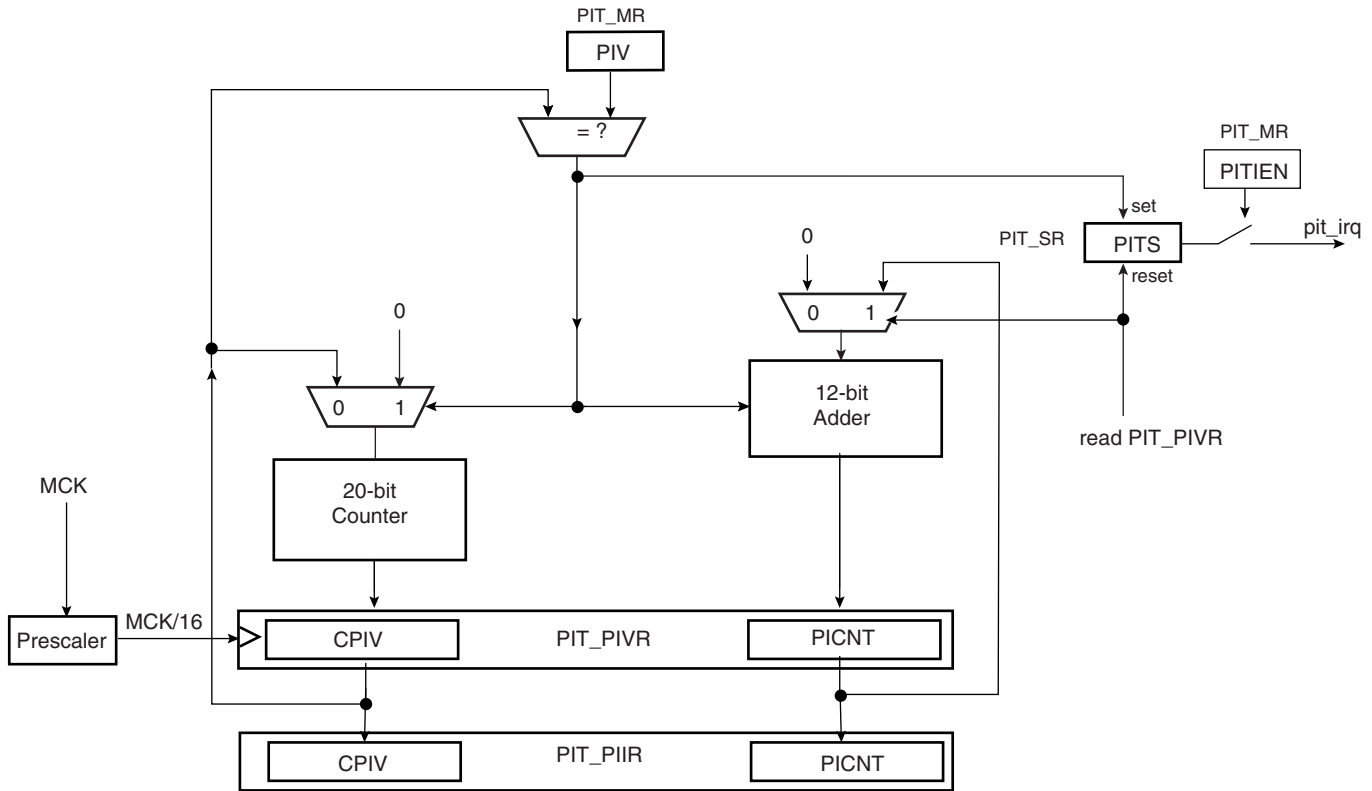 PIT_MR
PIV
= ?
PIT_MR
PITIEN
set
PIT_SR
PITS
pit_irq
reset
0
0 1
0
0 1
12-bit
Adder
read PIT_PIVR
MCK
20-bit
Counter
Prescaler
MCK/16
CPIV
PIT_PIVR
PICNT
CPIV
PIT_PIIR
PICNT